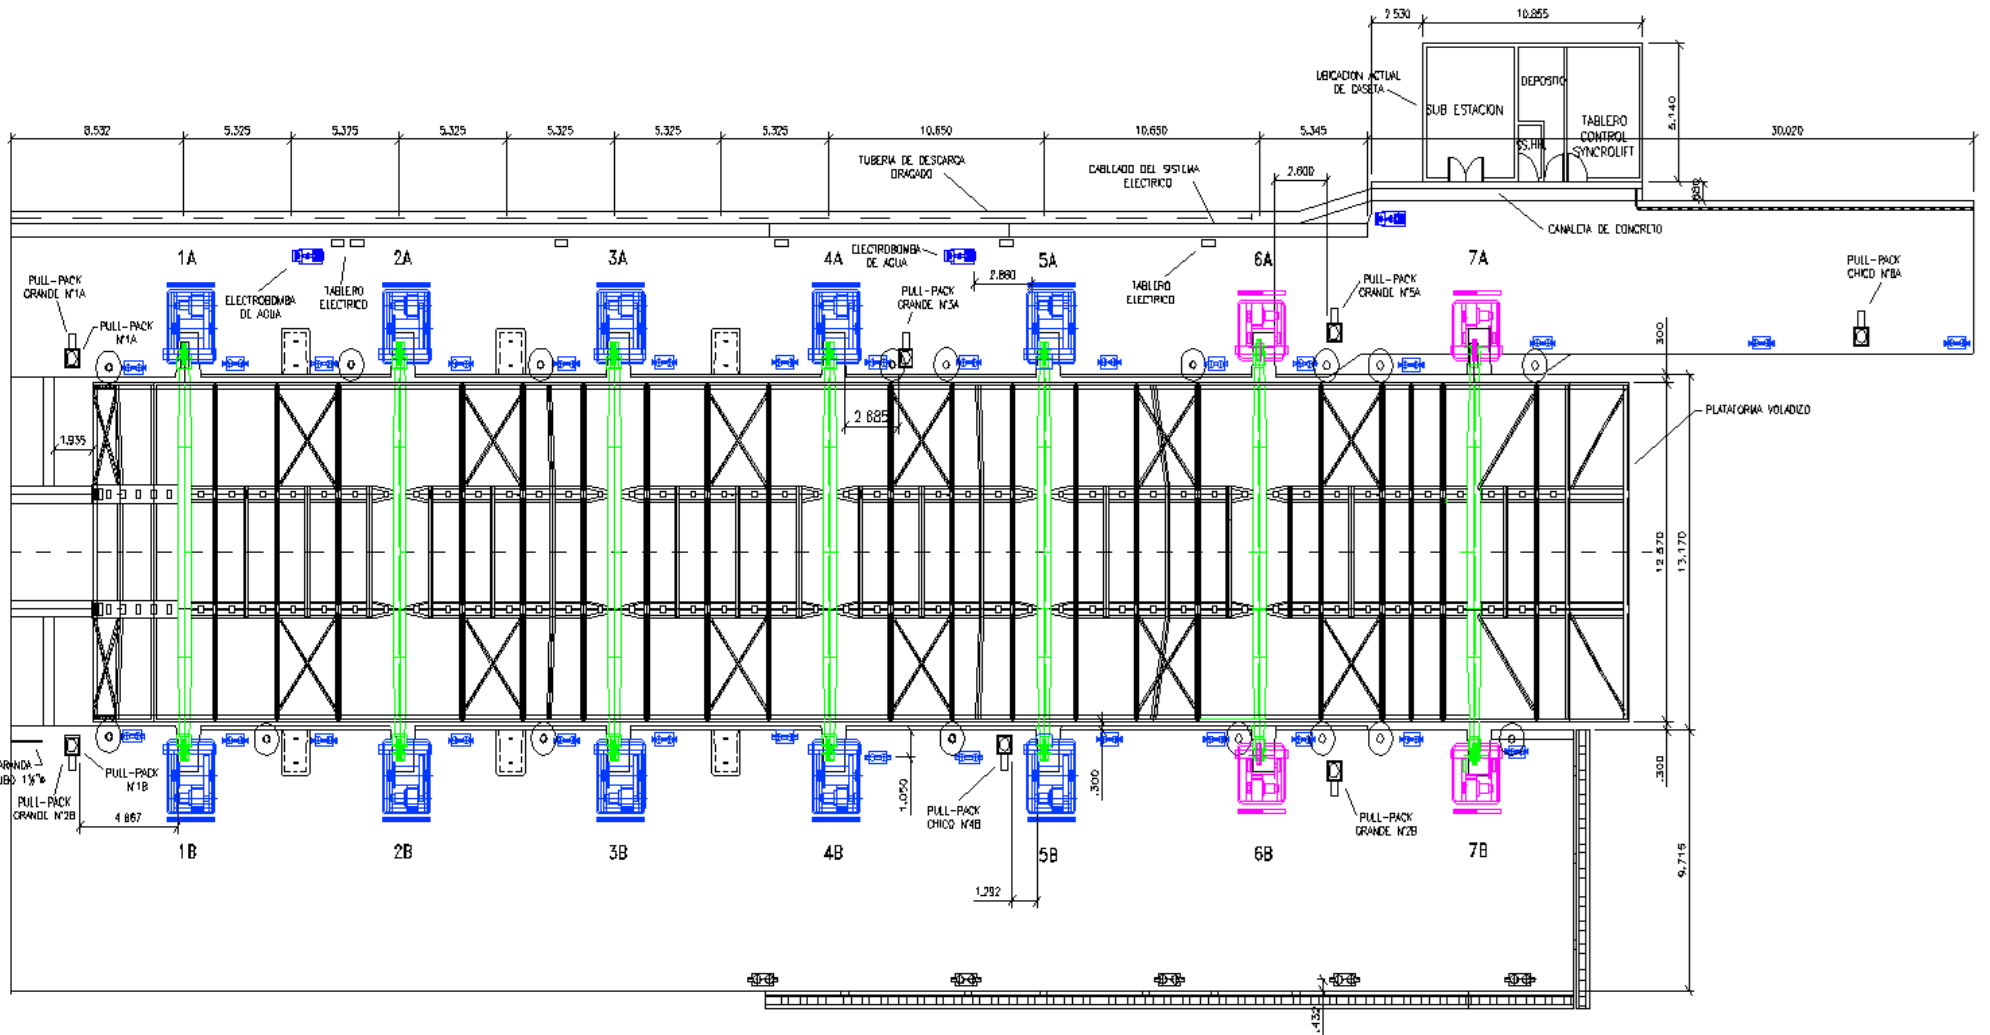 2.530
10.855
UBICACION ACTUAL
DE CASETA
SUB ESTACION
DEPOSITO
SS.HH.
TABLERO
CONTROL
SYNCROLIFT
8.532
5.325
5.325
5.325
5.325
5.325
5.325
10.650
10.650
5.345
30.020
.680
TUBERIA DE DESCARGA
DRAGADO
CABLEADO DEL SISTEMA
ELECTRICO
2.600
CANALETA DE CONCRETO
1A
2A
3A
4A
5A
6A
7A
ELECTROBOMBA
DE AGUA
TABLERO
ELECTRICO
ELECTROBOMBA
DE AGUA
2.860
TABLERO
ELECTRICO
PULL-PACK
GRANDE N°1A
PULL-PACK
N°1A
PULL-PACK
GRANDE N°3A
PULL-PACK
GRANDE N°5A
PULL-PACK
CHICO N°6A
.300
1.935
2.685
PLATAFORMA VOLADIZO
12.570
13.170
PULL-PACK
GRANDE N°2B
PULL-PACK
N°1B
4.867
1.050
.300
PULL-PACK
CHICO N°4B
PULL-PACK
GRANDE N°2B
.300
1B
2B
3B
4B
5B
6B
7B
1.292
9.715
.432